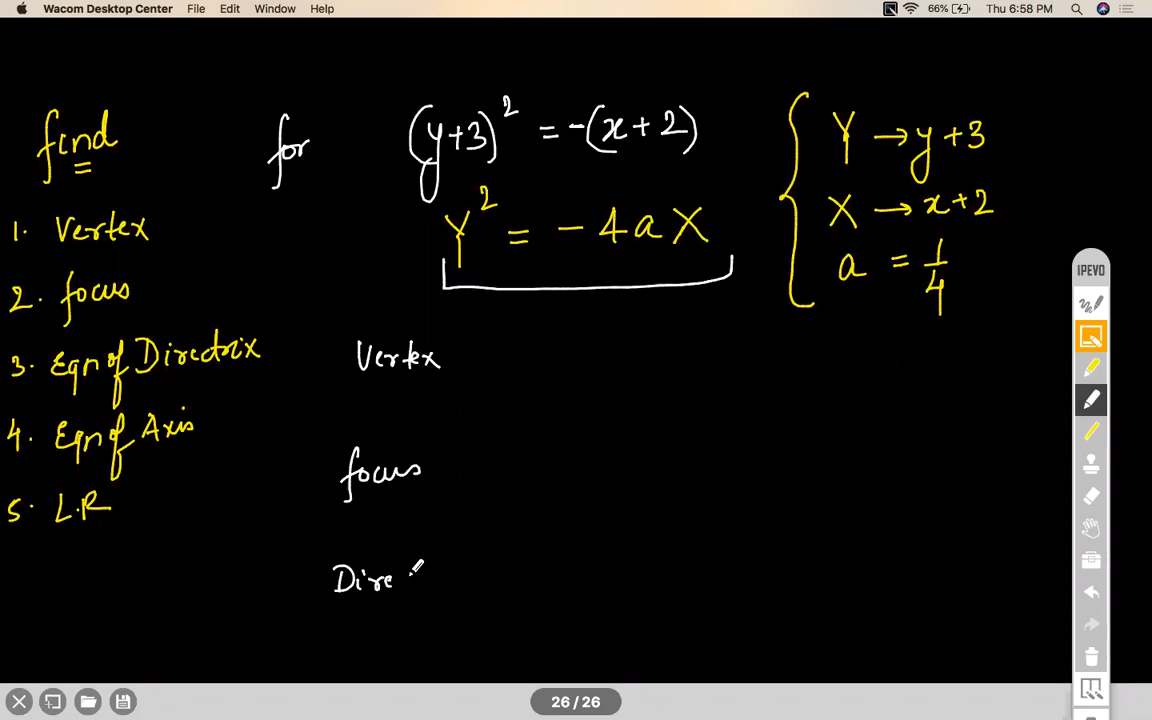 Wacom Desktop Center File Edit Window Help 66% Thu 6:58 PM
find for (y+3)² = -(x+2)
Y² = -4aX
Y → y+3
X → x+2
a = 1/4
1. Vertex
2. focus
3. Eqn of Directrix
4. Eqn of Axis
5. L.R
Vertex
focus
Dire
IPEVO
26 / 26